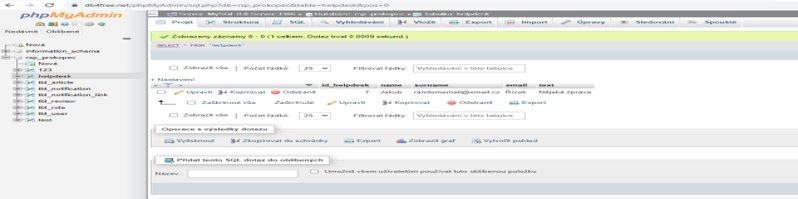 db4free.net/phpMyAdmin/sql.php?db=rsp_prokopec&table=helpdesk&pos=0
phpMyAdmin
Nedávné Oblíbené
Nová
information_schema
rsp_prokopec
Nová
123
helpdesk
tbl_article
tbl_notification
tbl_notification_link
tbl_review
tbl_role
tbl_user
test
Projít Struktura SQL Vyhledávání Vložit Export Import Úpravy Sledování Spouště
Zobrazeny záznamy 0 - 0 (1 celkem, Dotaz trval 0.0009 sekund.)
SELECT * FROM `helpdesk`
Zobrazit vše Počet řádků: 25 Filtrovat řádky: Vyhledávání v této tabulce
+ Nastavení
id_helpdesk name surname email text
Upravit Kopírovat Odstranit 7 Jakub randomemail@email.cz Řízek Nějaká zpráva
Zaškrtnout vše Zaškrtnuté: Upravit Kopírovat Odstranit Export
Zobrazit vše Počet řádků: 25 Filtrovat řádky: Vyhledávání v této tabulce
Operace s výsledky dotazu
Vytisknout Zkopírovat do schránky Export Zobrazit graf Vytvořit pohled
Přidat tento SQL dotaz do oblíbených
Název: Umožnit všem uživatelům používat tuto oblíbenou položku